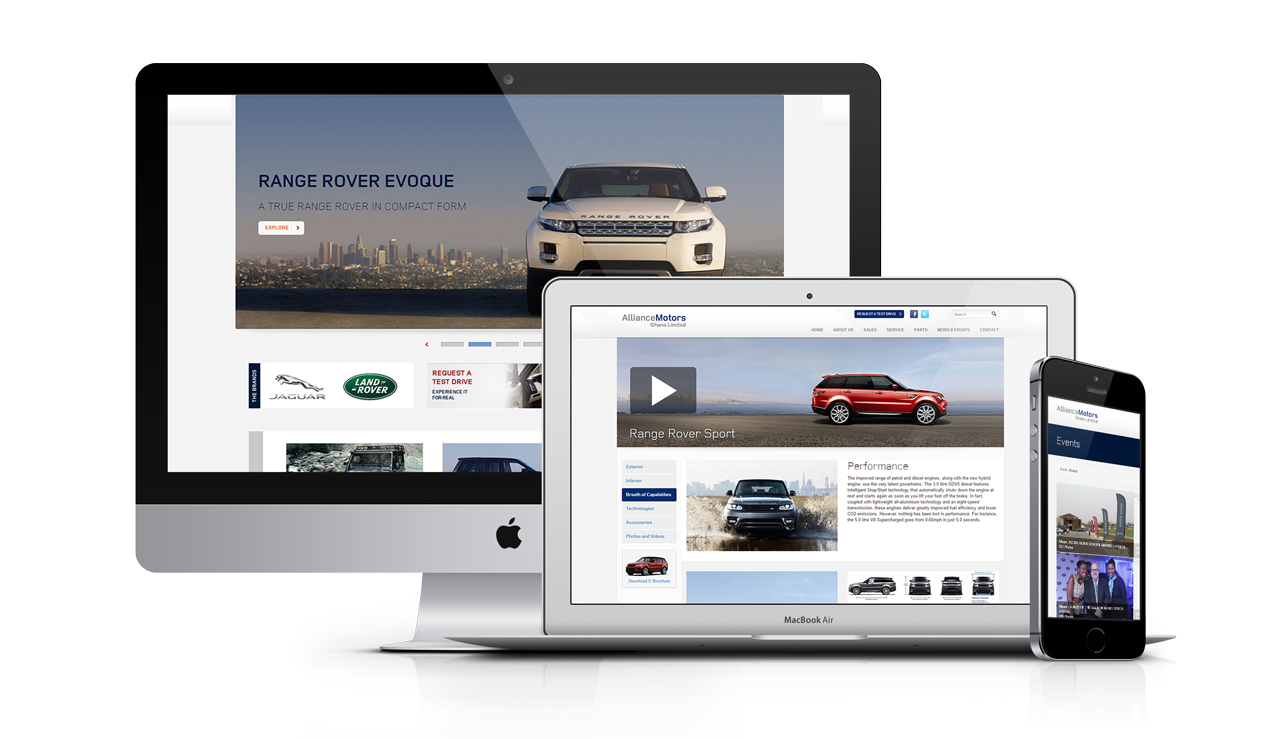 RANGE ROVER EVOQUE
A TRUE RANGE ROVER IN COMPACT FORM
EXPLORE
RANGE ROVER
THE BRANDS
JAGUAR
LAND-
-ROVER
REQUEST A
TEST DRIVE
EXPERIENCE IT
FOR REAL
AllianceMotors
Ghana Limited
REQUEST A TEST DRIVE
Search
HOME ABOUT US SALES SERVICE PARTS NEWS & EVENTS CONTACT
Range Rover Sport
Exterior
Interior
Breath of Capabilities
Technologies
Accessories
Photos and Videos
Download E-Brochure
Performance
The improved range of petrol and diesel engines, along with the new hybrid
engine, use the very latest powertrains. The 3.0 litre SDV6 diesel features
Intelligent Stop/Start technology that automatically shuts down the engine at
rest and starts again as soon as you lift your foot off the brake. In fact,
coupled with lightweight all-aluminium technology and an eight-speed
transmission, these engines deliver greatly improved fuel efficiency and lower
CO2 emissions. However, nothing has been lost in performance. For instance,
the 5.0 litre V8 Supercharged goes from 0-60mph in just 5.0 seconds.
MacBook Air
AllianceMotors
Ghana Limited
Events